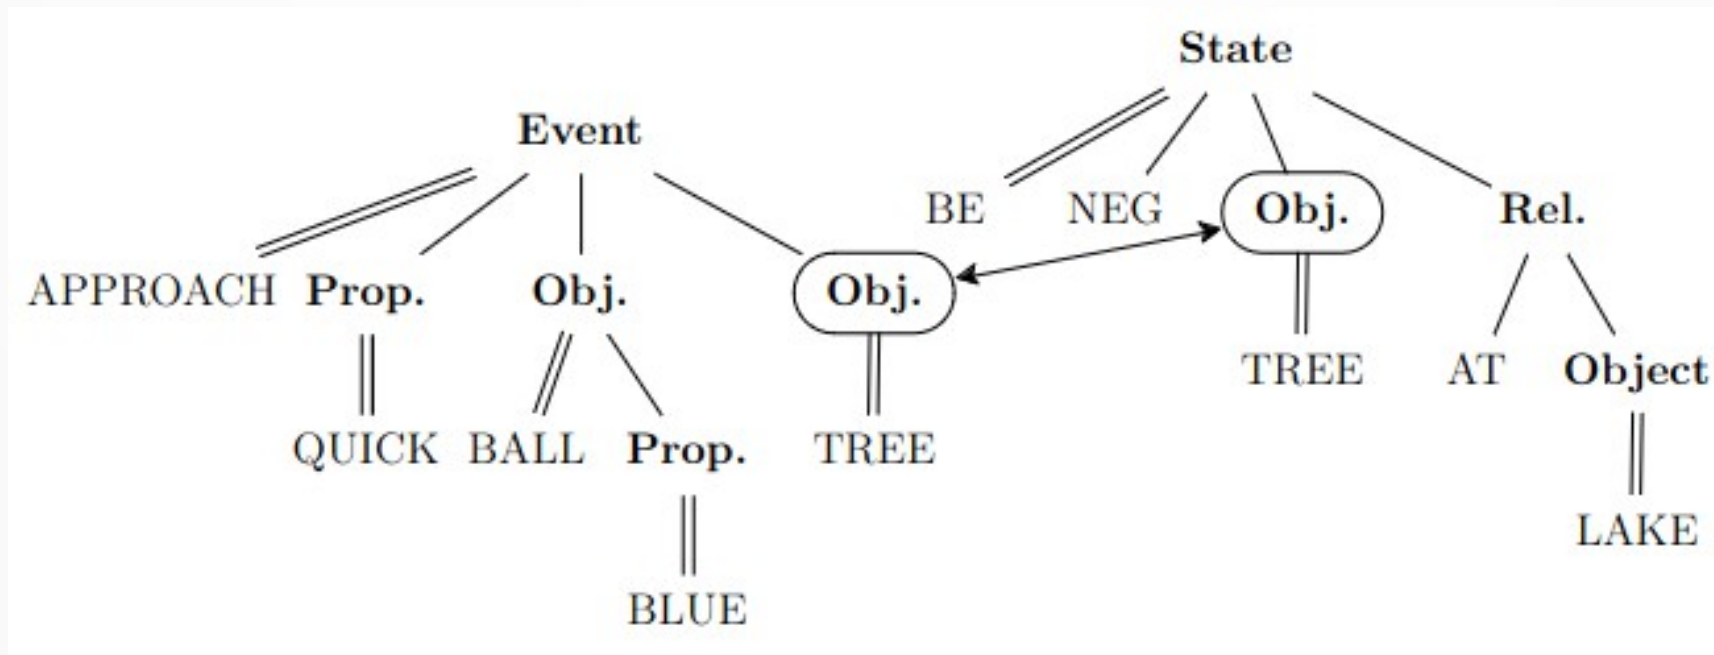 State
Event
BE NEG Obj. Rel.
APPROACH Prop. Obj. Obj.
TREE AT Object
QUICK BALL Prop. TREE
LAKE
BLUE